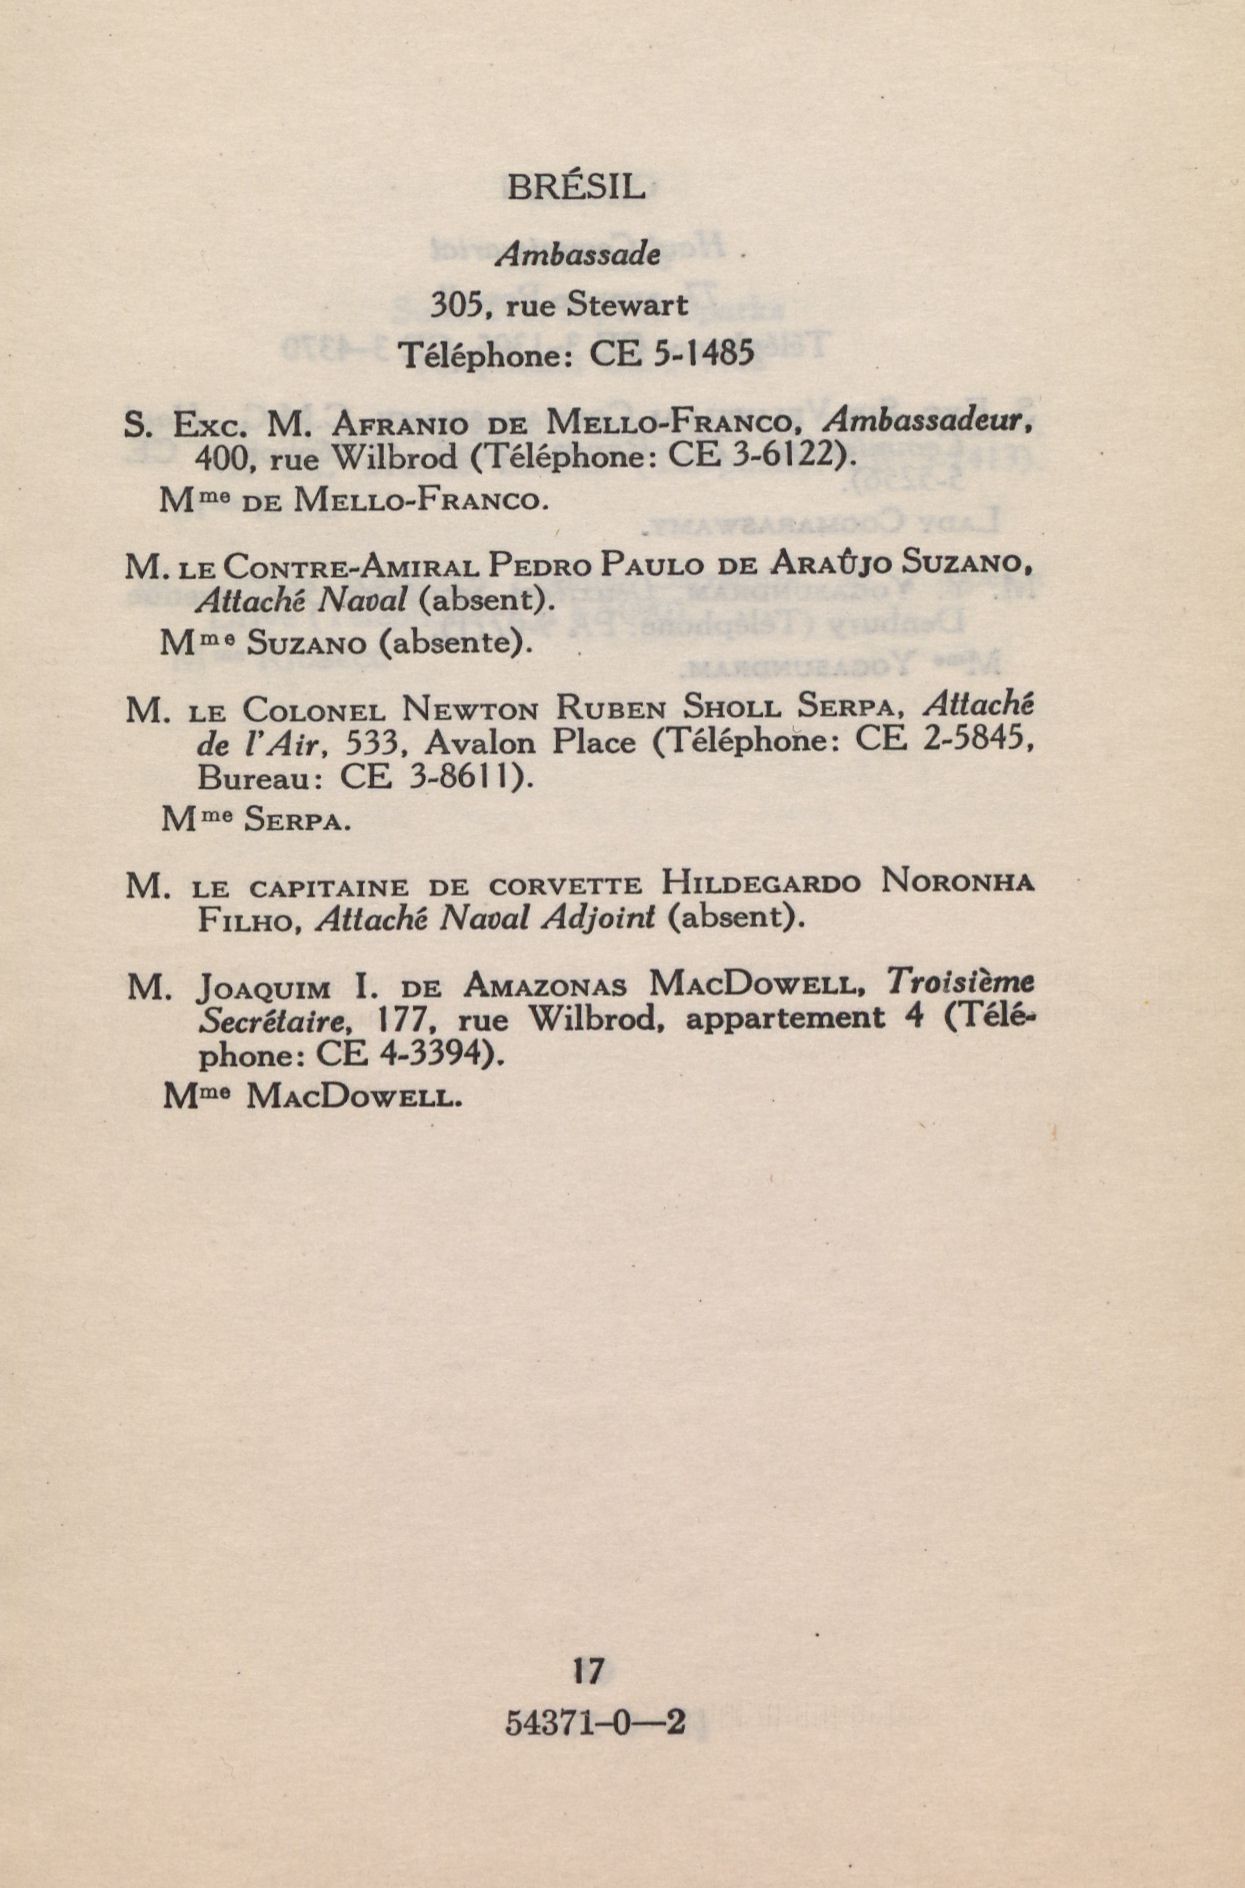 BRÉSIL
Ambassade
305, rue Stewart
Téléphone: CE 5-1485
S. Exc. M. Afranio de Mello-Franco, Ambassadeur,
400, rue Wilbrod (Téléphone: CE 3-6122).
Mme de Mello-Franco.
M. le Contre-Amiral Pedro Paulo de Araûjo Suzano,
Attaché Naval (absent).
Mme Suzano (absente).
M. le Colonel Newton Ruben Sholl Serpa, Attaché
de l'Air, 533, Avalon Place (Téléphone: CE 2-5845,
Bureau: CE 3-8611).
Mme Serpa.
M. le capitaine de corvette Hildegardo Noronha
Filho, Attaché Naval Adjoint (absent).
M. Joaquim I. de Amazonas MacDowell, Troisième
Secrétaire, 177, rue Wilbrod, appartement 4 (Télé-
phone: CE 4-3394).
Mme MacDowell.
17
54371-0—2